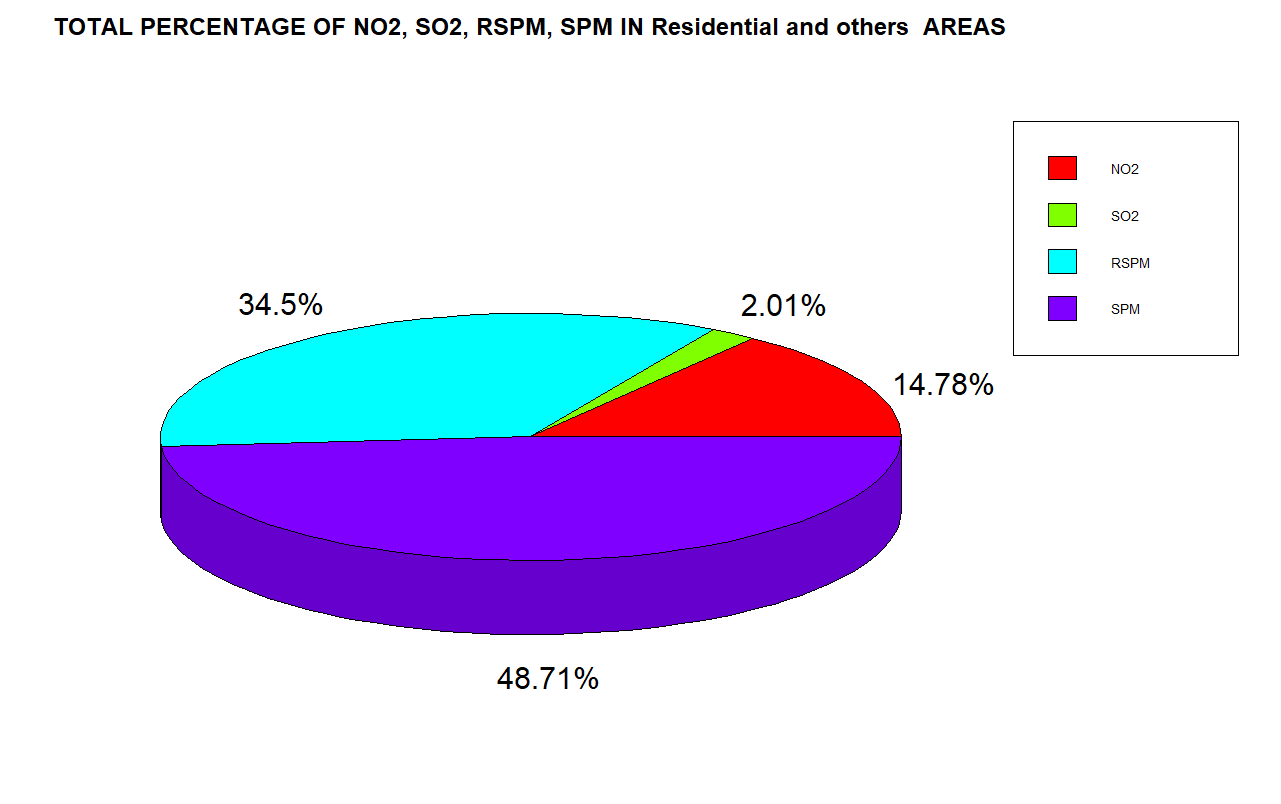 TOTAL PERCENTAGE OF NO2, SO2, RSPM, SPM IN Residential and others  AREAS
NO2
SO2
RSPM
SPM
34.5%
2.01%
14.78%
48.71%